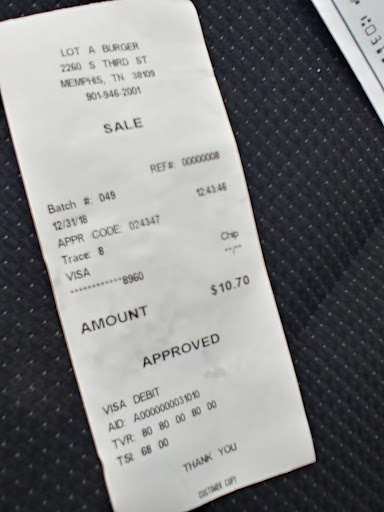 LOT A BURGER
2260 S THIRD ST
MEMPHIS, TN, 38109
901-946-2001
SALE
REF#: 00000008
Batch #: 049
12/31/18 12:43:46
APPR CODE: 024347
Trace: 8 Chip
VISA **/**
************8960
AMOUNT $10.70
APPROVED
VISA DEBIT
AID: A0000000031010
TVR: 80 80 00 80 00
TSI: 68 00
THANK YOU
CUSTOMER COPY